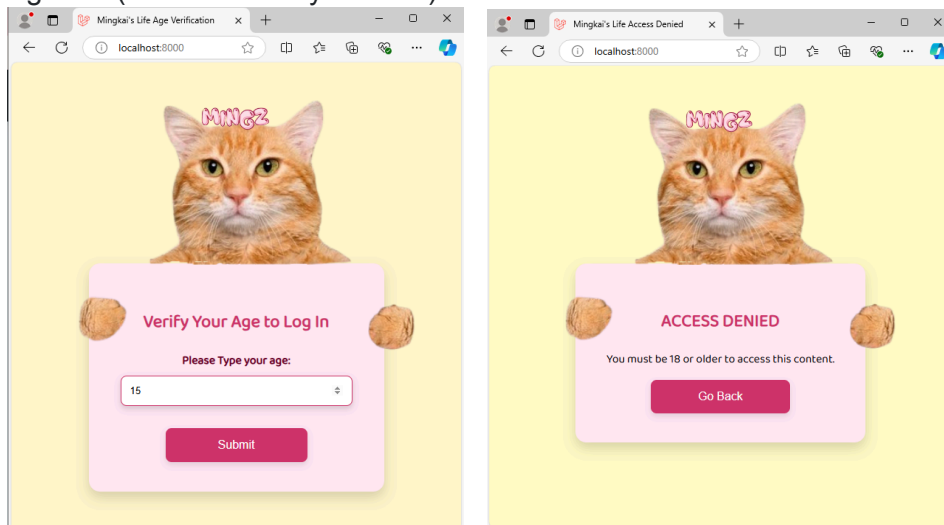 Mingkai's Life Age Verification
localhost:8000
MINGZ
Verify Your Age to Log In
Please Type your age:
15
Submit
Mingkai's Life Access Denied
localhost:8000
MINGZ
ACCESS DENIED
You must be 18 or older to access this content.
Go Back